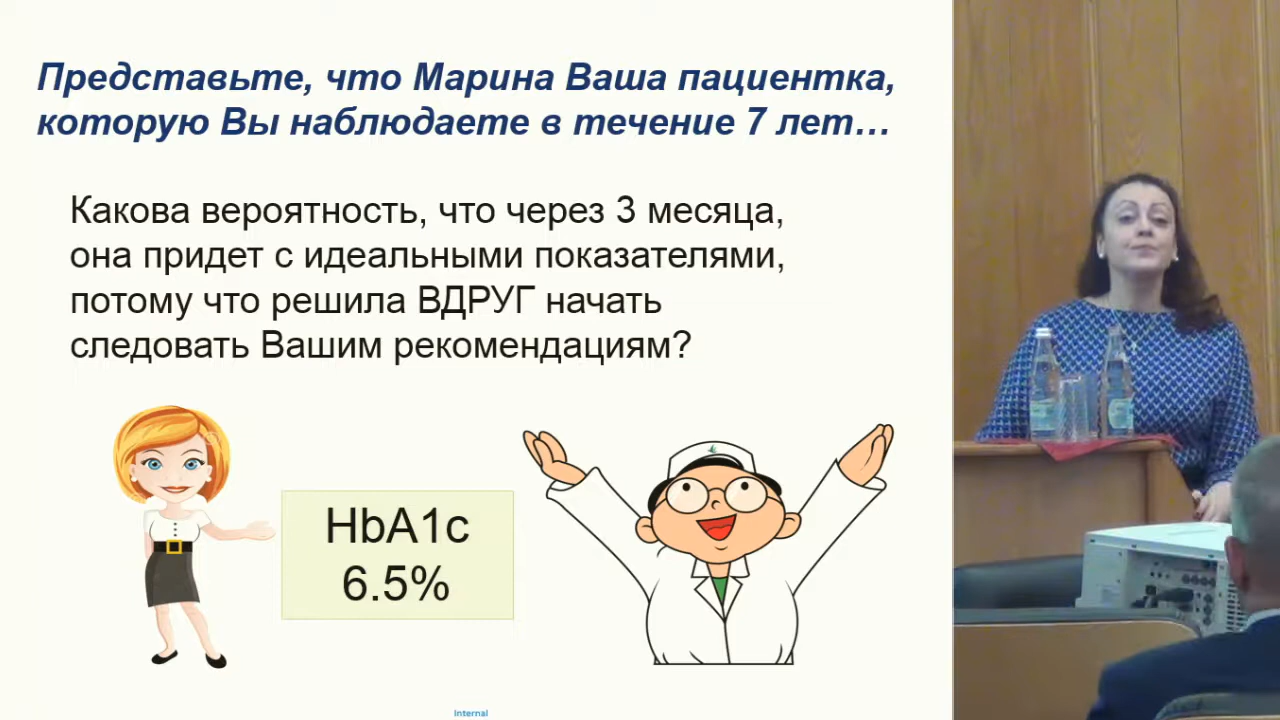 Представьте, что Марина Ваша пациентка,
которую Вы наблюдаете в течение 7 лет…
Какова вероятность, что через 3 месяца,
она придет с идеальными показателями,
потому что решила ВДРУГ начать
следовать Вашим рекомендациям?
HbA1c
6.5%
Internal